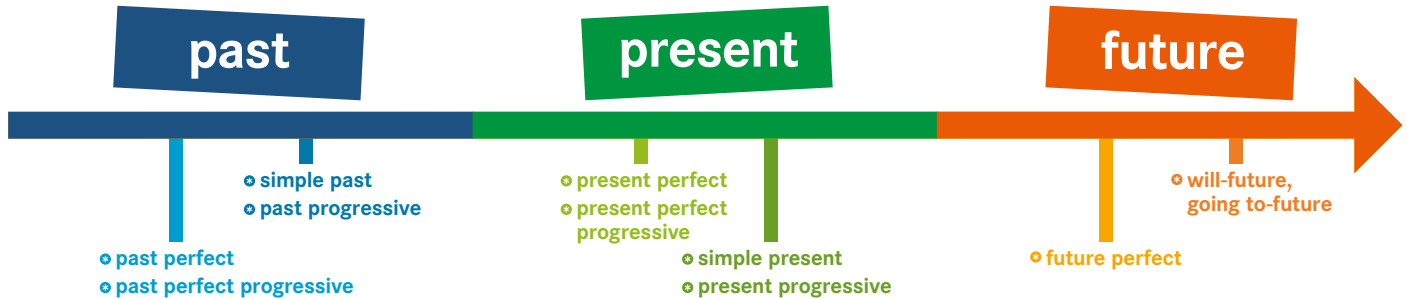 past
present
future
simple past
past progressive
past perfect
past perfect progressive
present perfect
present perfect
progressive
simple present
present progressive
will-future,
going to-future
future perfect